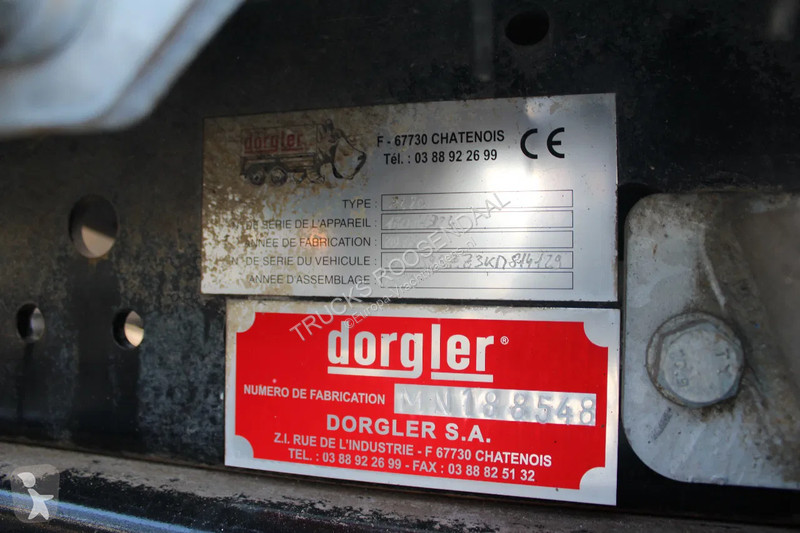 dorgler
F - 67730 CHATENOIS
Tél. : 03 88 92 26 99
CE
TYPE :
DE SERIE DE L'APPAREIL :
ANNÉE DE FABRICATION :
DE SERIE DU VEHICULE :
ANNÉE D'ASSEMBLAGE :
TRUCKS ROOSENDAAL
dorgler®
NUMERO DE FABRICATION MN188548
DORGLER S.A.
Z.I. RUE DE L'INDUSTRIE - F 67730 CHATENOIS
TEL. : 03 88 92 26 99 - FAX : 03 88 82 51 32